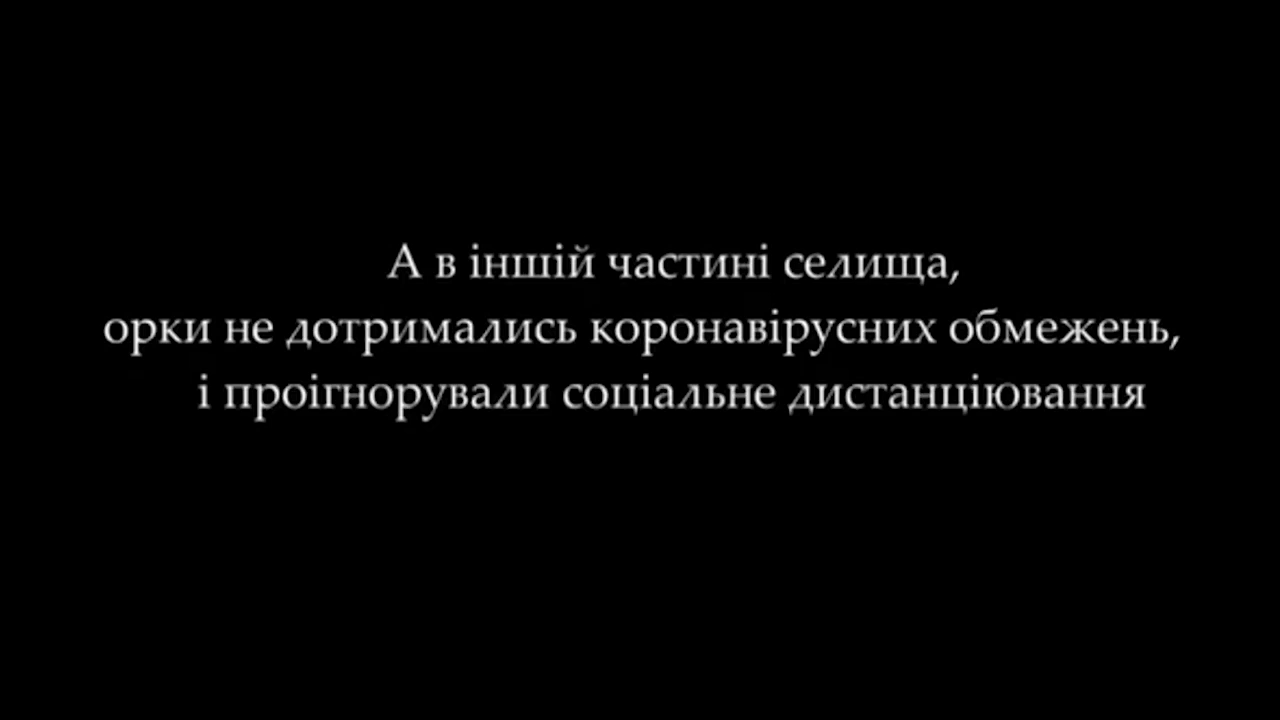 А в іншій частині селища,
орки не дотримались коронавірусних обмежень,
і проігнорували соціальне дистанціювання